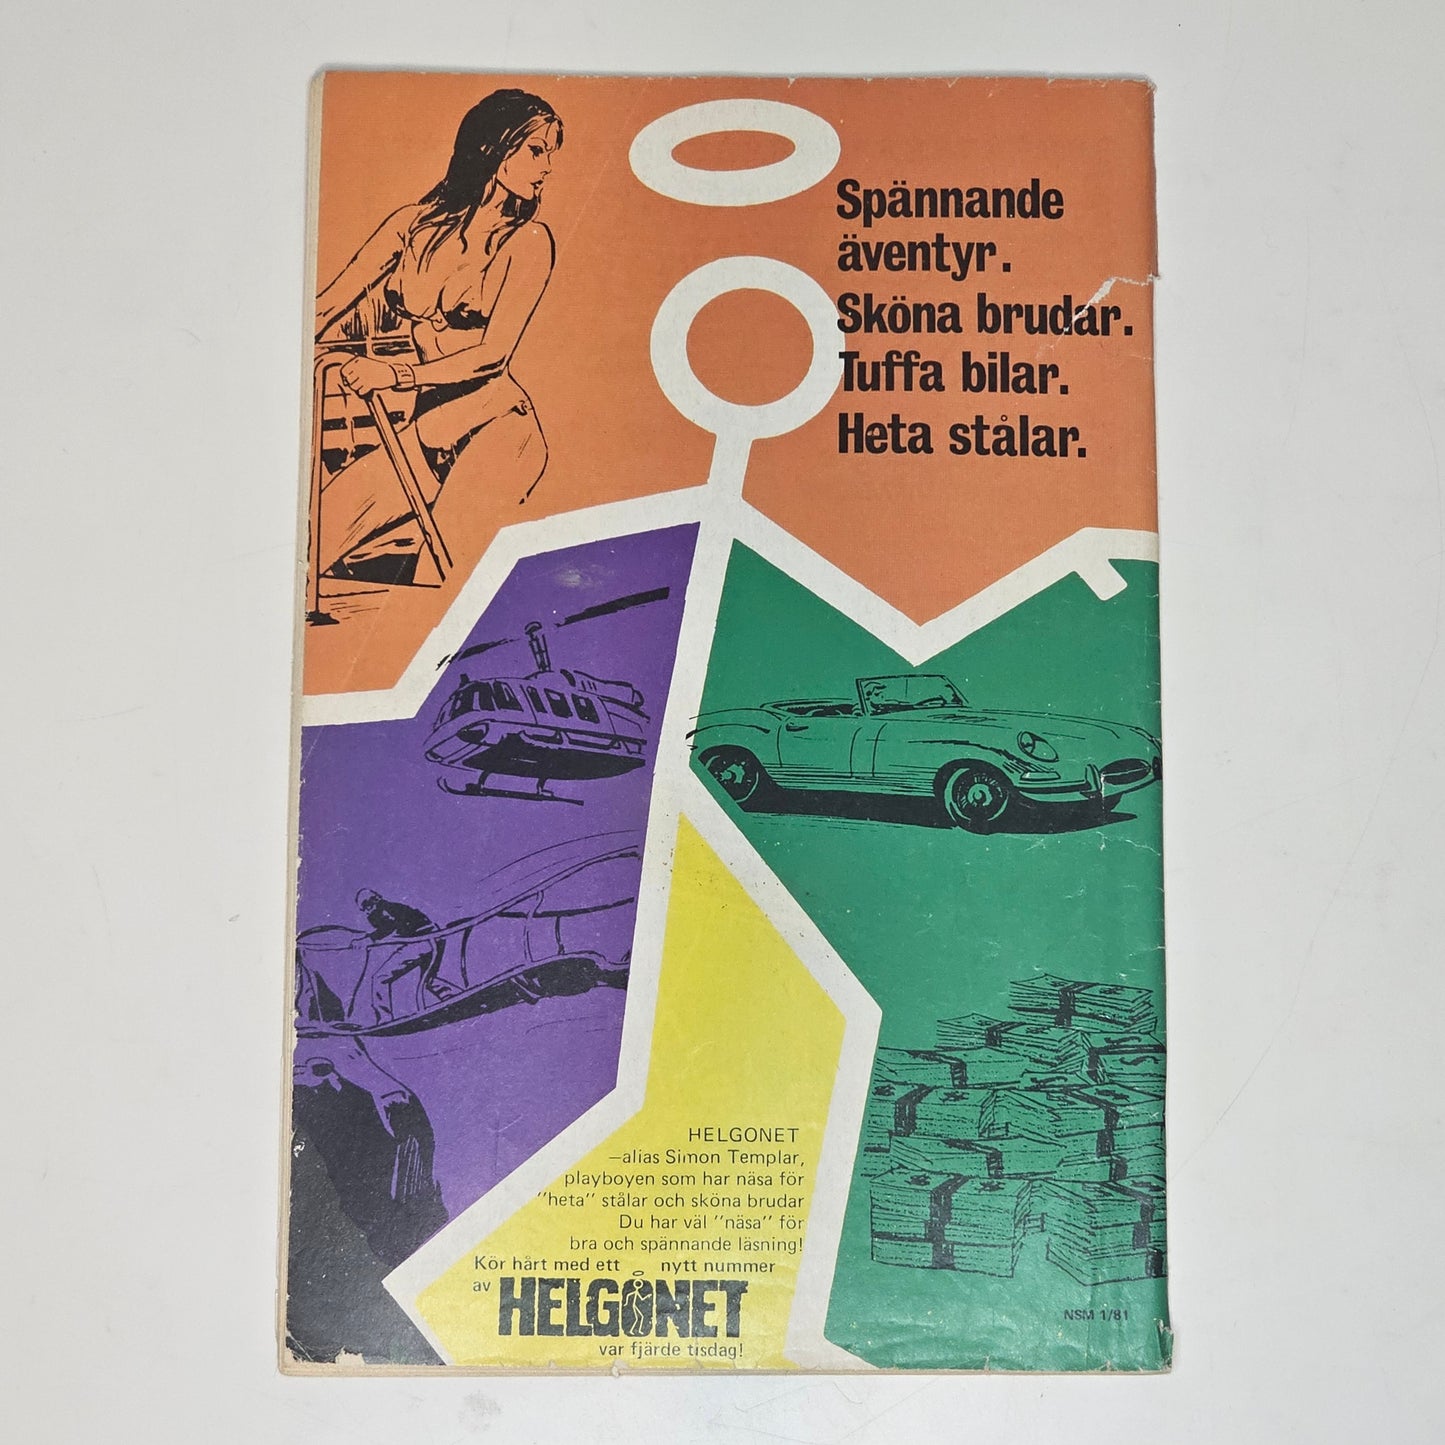 Spännande
äventyr.
Sköna brudar.
Tuffa bilar.
Heta stålar.
HELGONET
—alias Simon Templar,
playboyen som har näsa för
"heta" stålar och sköna brudar
Du har väl "näsa" för
bra och spännande läsning!
Kör hårt med ett nytt nummer
av HELGONET
var fjärde tisdag!
NSM 1/81